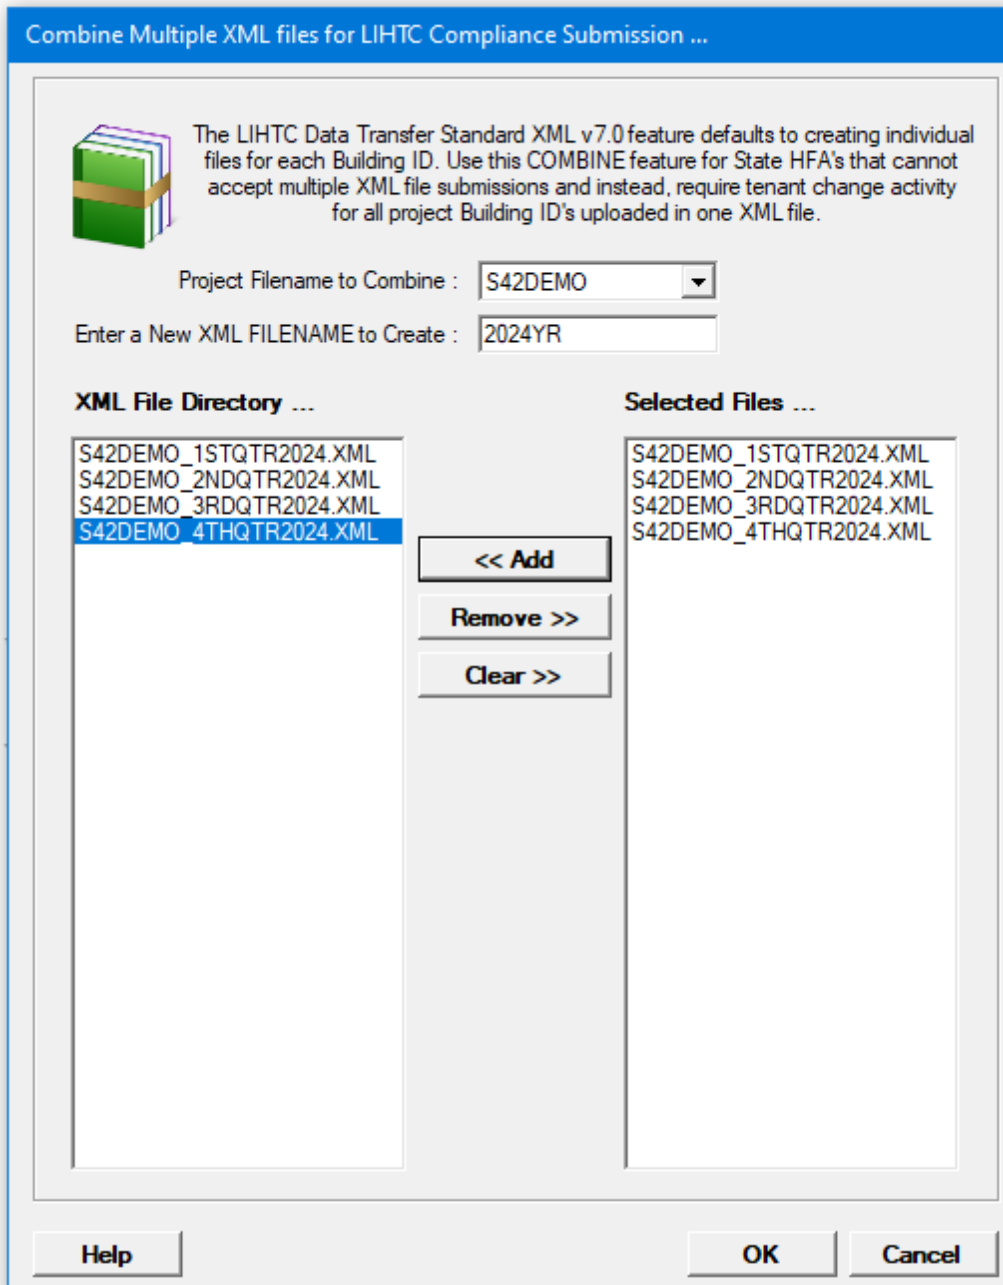 Combine Multiple XML files for LIHTC Compliance Submission ...
The LIHTC Data Transfer Standard XML v7.0 feature defaults to creating individual
files for each Building ID. Use this COMBINE feature for State HFA's that cannot
accept multiple XML file submissions and instead, require tenant change activity
for all project Building ID's uploaded in one XML file.
Project Filename to Combine : S42DEMO
Enter a New XML FILENAME to Create : 2024YR
XML File Directory ...
S42DEMO_1STQTR2024.XML
S42DEMO_2NDQTR2024.XML
S42DEMO_3RDQTR2024.XML
S42DEMO_4THQTR2024.XML
<< Add
Remove >>
Clear >>
Selected Files ...
S42DEMO_1STQTR2024.XML
S42DEMO_2NDQTR2024.XML
S42DEMO_3RDQTR2024.XML
S42DEMO_4THQTR2024.XML
Help
OK
Cancel